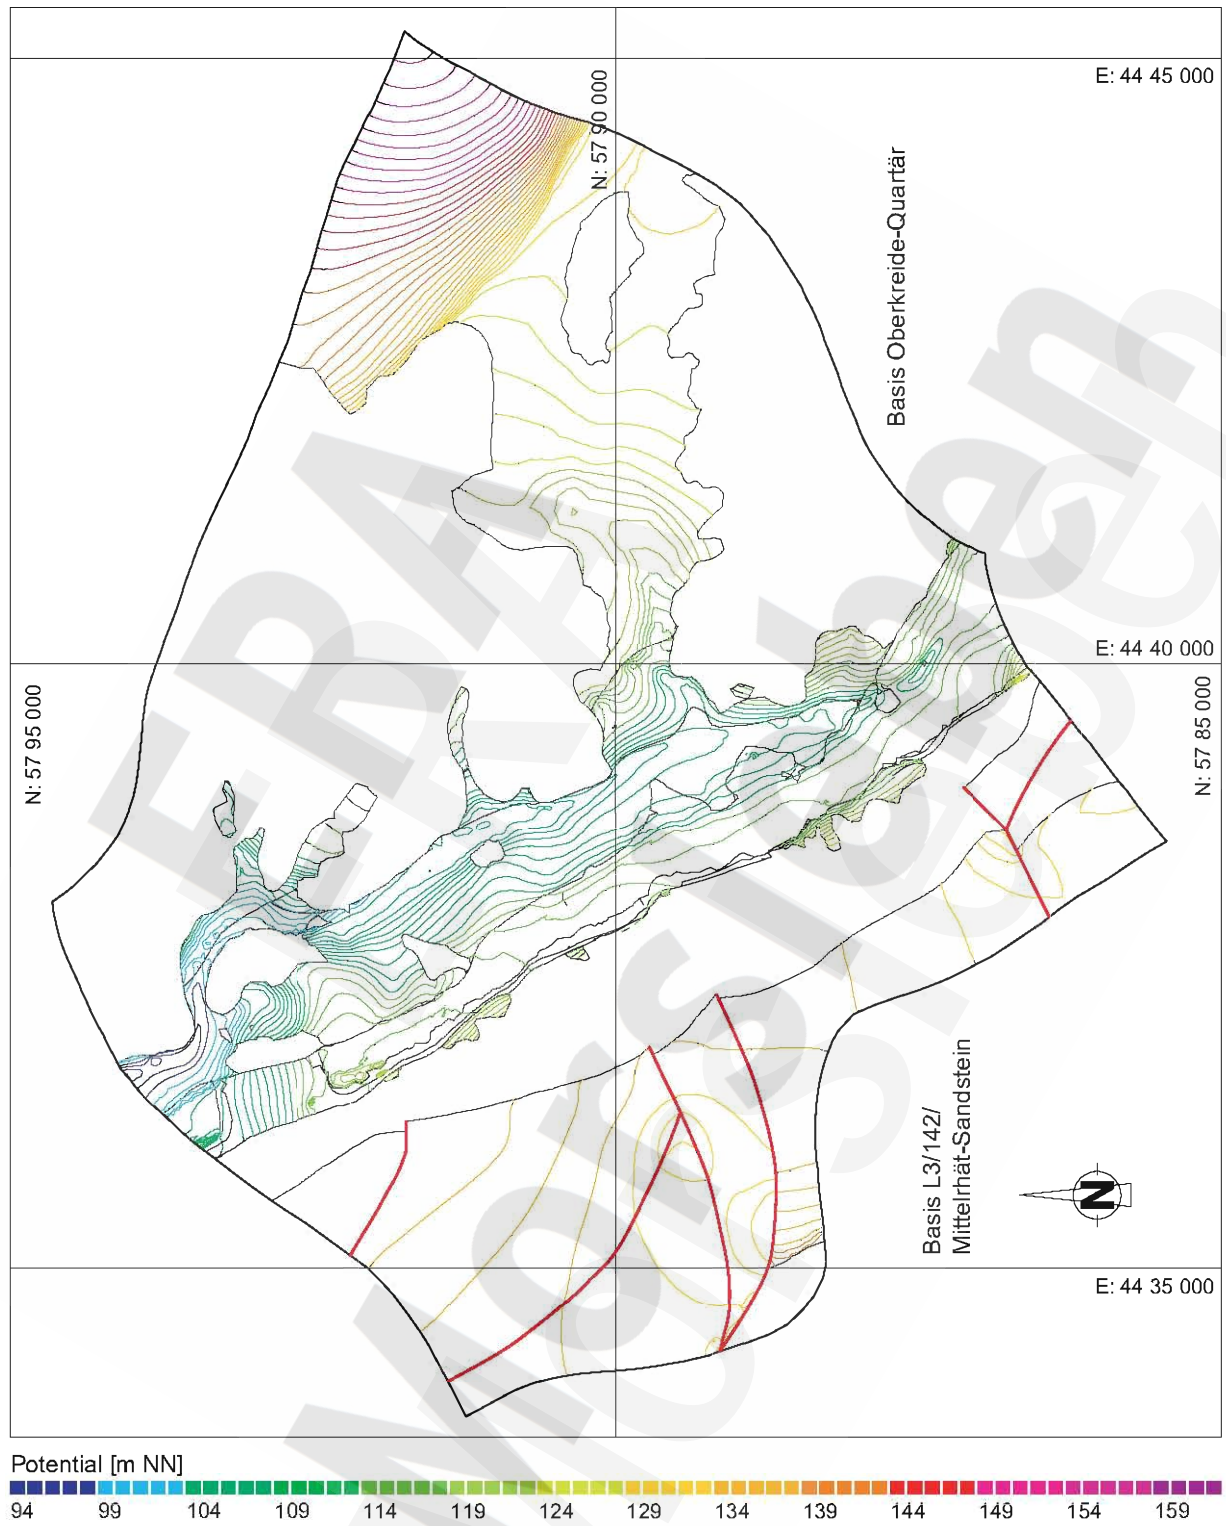 E: 44 45 000
N: 57 90 000
Basis Oberkreide-Quartär
E: 44 40 000
N: 57 95 000
N: 57 85 000
Basis L3/142/
Mittelrhät-Sandstein
N
E: 44 35 000
ERA Morsleben
Potential [m NN]
94 99 104 109 114 119 124 129 134 139 144 149 154 159